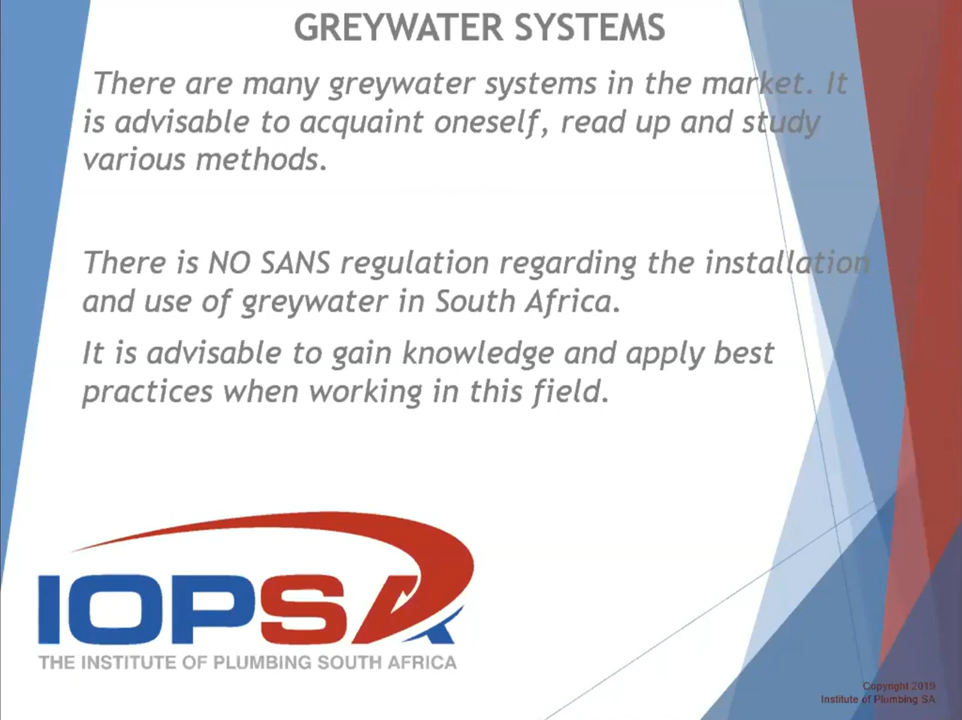 GREYWATER SYSTEMS
There are many greywater systems in the market. It
is advisable to acquaint oneself, read up and study
various methods.
There is NO SANS regulation regarding the installation
and use of greywater in South Africa.
It is advisable to gain knowledge and apply best
practices when working in this field.
IOPSA
THE INSTITUTE OF PLUMBING SOUTH AFRICA
Copyright 2019
Institute of Plumbing SA